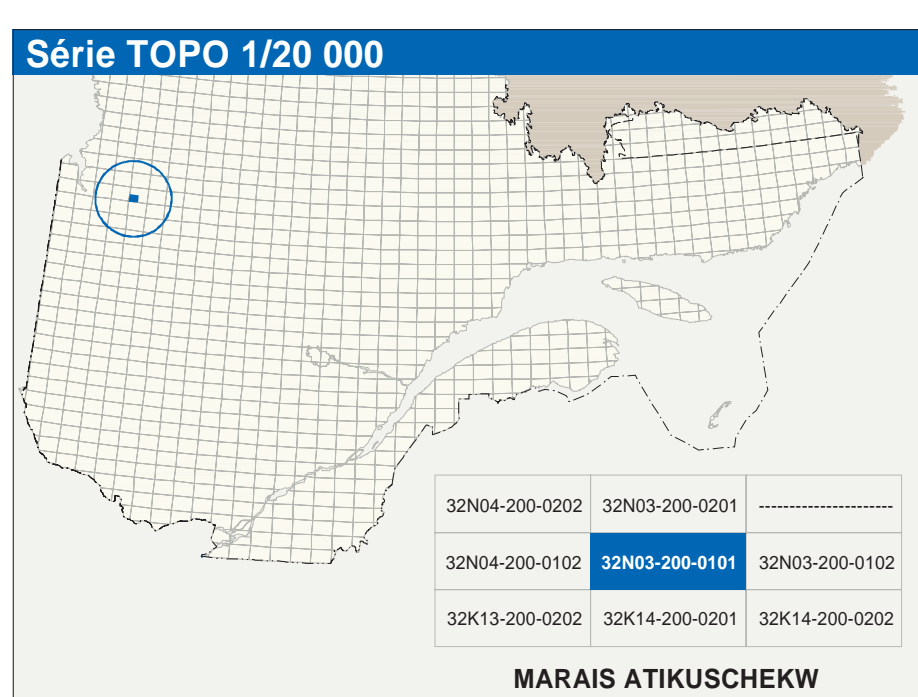 Série TOPO 1/20 000
32N04-200-0202 32N03-200-0201 ----------------------
32N04-200-0102 32N03-200-0101 32N03-200-0102
32K13-200-0202 32K14-200-0201 32K14-200-0202
MARAIS ATIKUSCHEKW